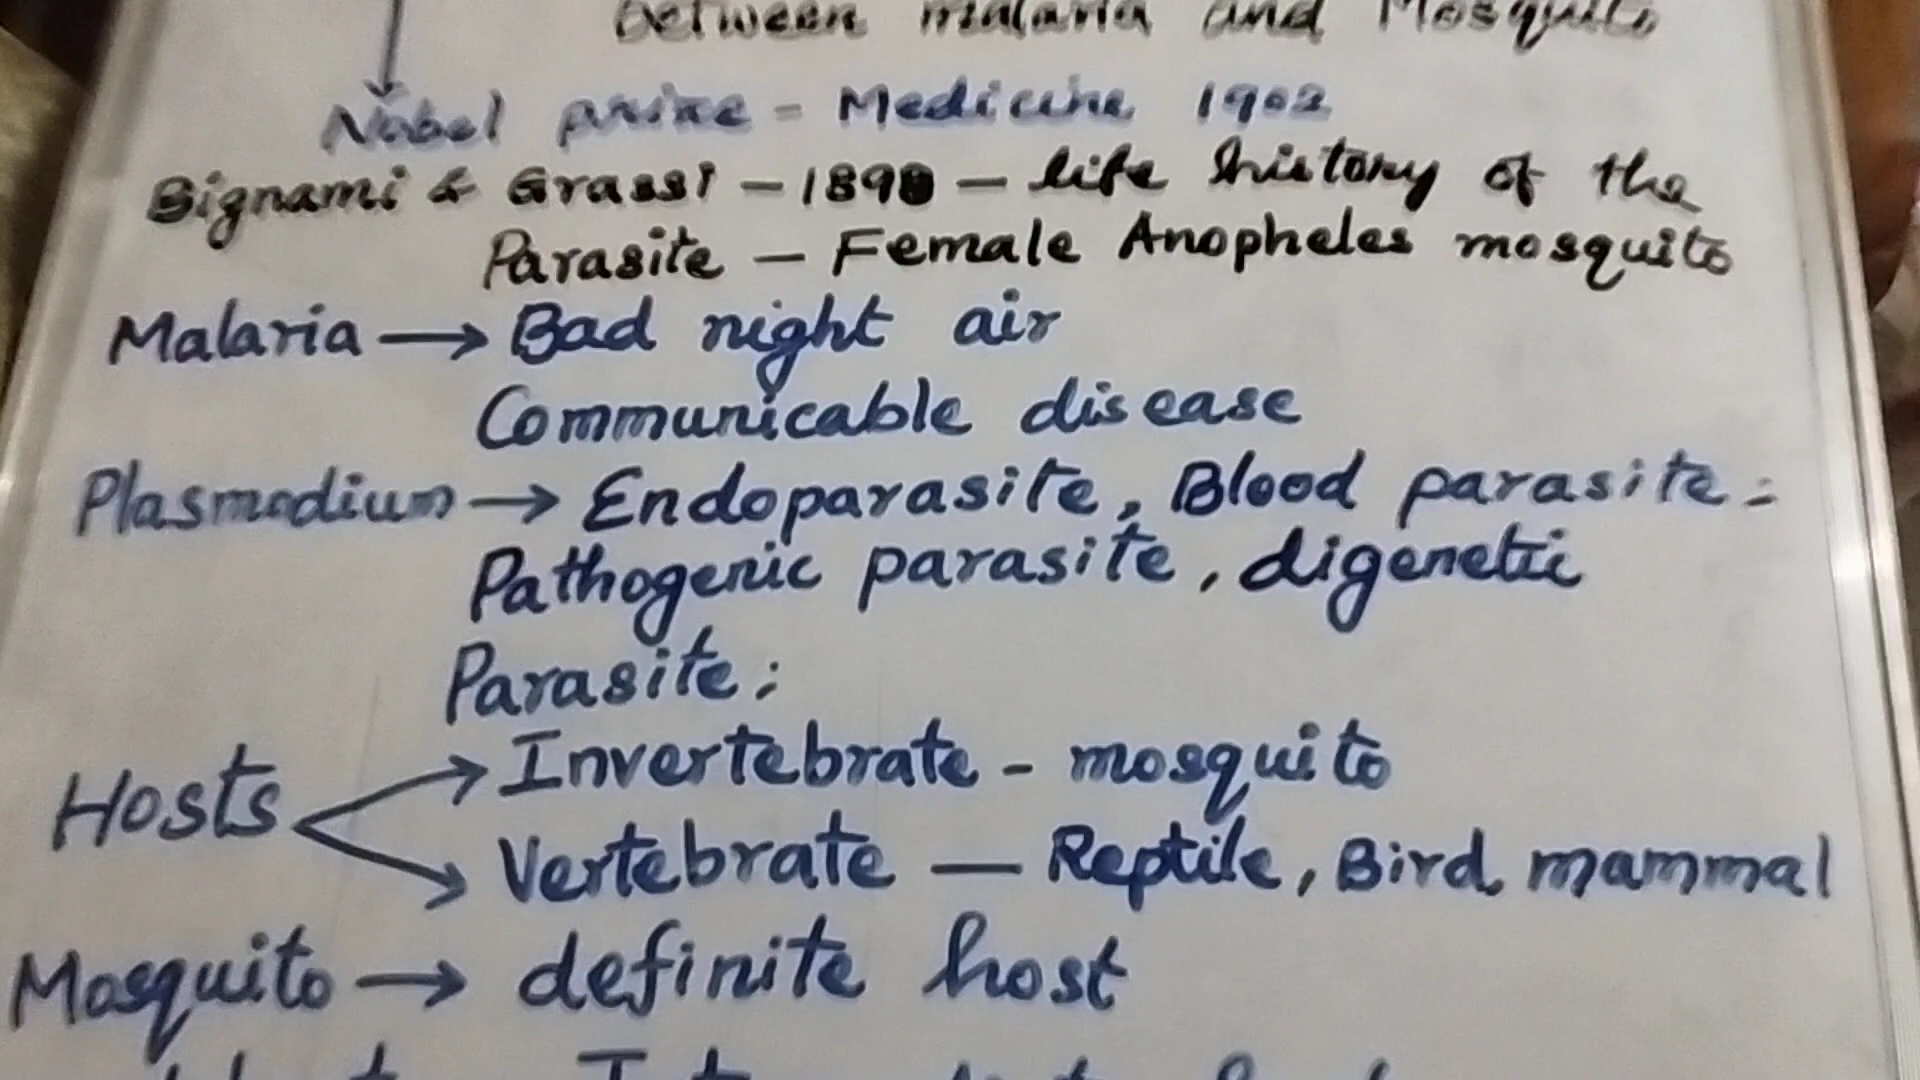 between malaria and Mosquito
Nobel prize - Medicine 1902
Bignami & Grassi - 1898 - life history of the
Parasite - Female Anopheles mosquito
Malaria → Bad night air
Communicable disease
Plasmodium → Endoparasite, Blood parasite -
Pathogenic parasite, digenetic
Parasite;
Hosts → Invertebrate - mosquito
→ Vertebrate - Reptile, Bird, mammal
Mosquito → definite host